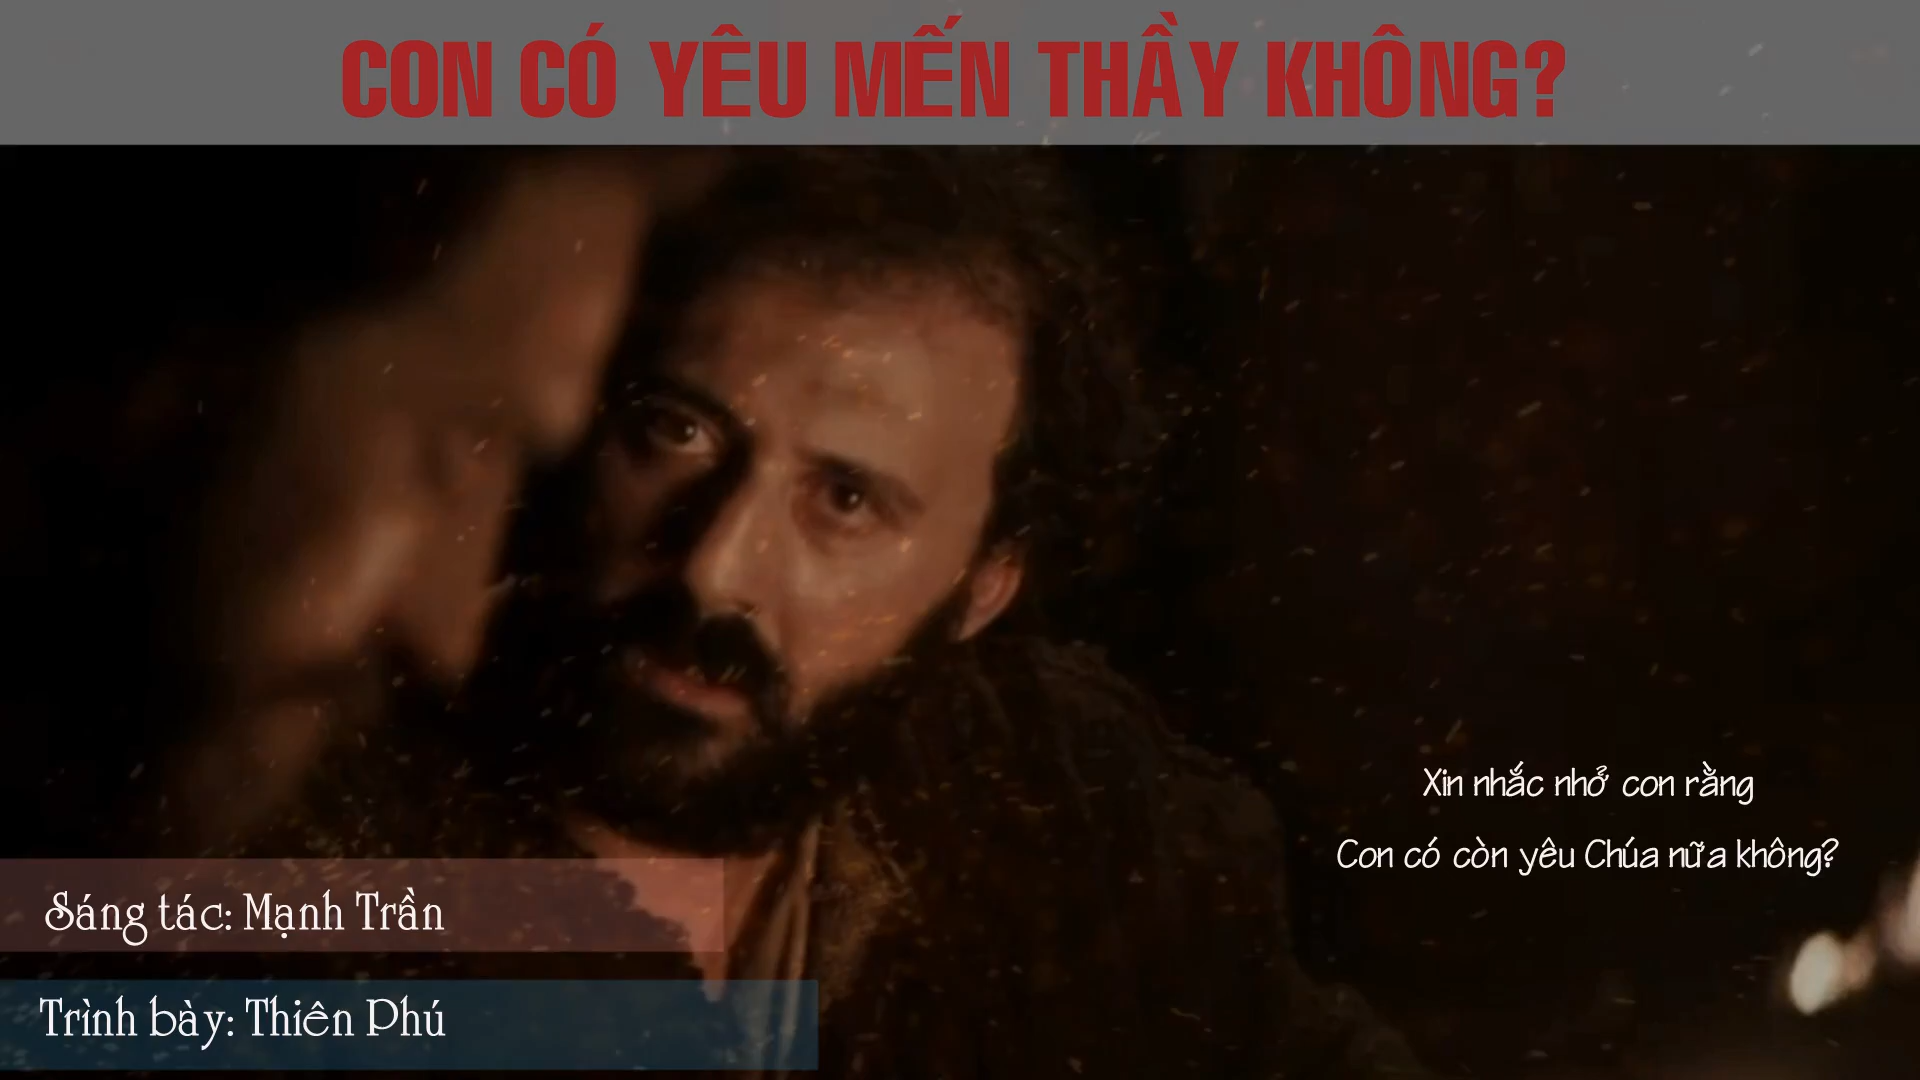 CON CÓ YÊU MẾN THẦY KHÔNG?
Xin nhắc nhở con rằng
Con có còn yêu Chúa nữa không?
Sáng tác: Mạnh Trần
Trình bày: Thiên Phú